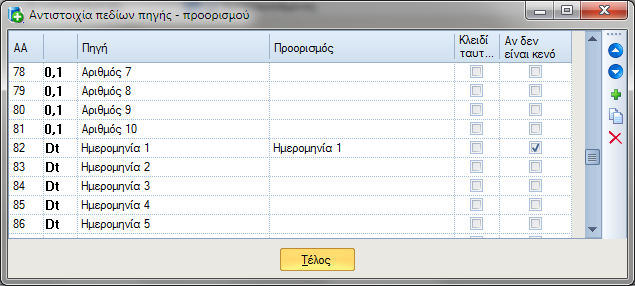 Αντιστοιχία πεδίων πηγής - προορισμού
ΑΑ Πηγή Προορισμός Κλειδί ταυτ... Αν δεν είναι κενό
78 0,1 Αριθμός 7
79 0,1 Αριθμός 8
80 0,1 Αριθμός 9
81 0,1 Αριθμός 10
82 Dt Ημερομηνία 1 Ημερομηνία 1
83 Dt Ημερομηνία 2
84 Dt Ημερομηνία 3
85 Dt Ημερομηνία 4
86 Dt Ημερομηνία 5
Τέλος